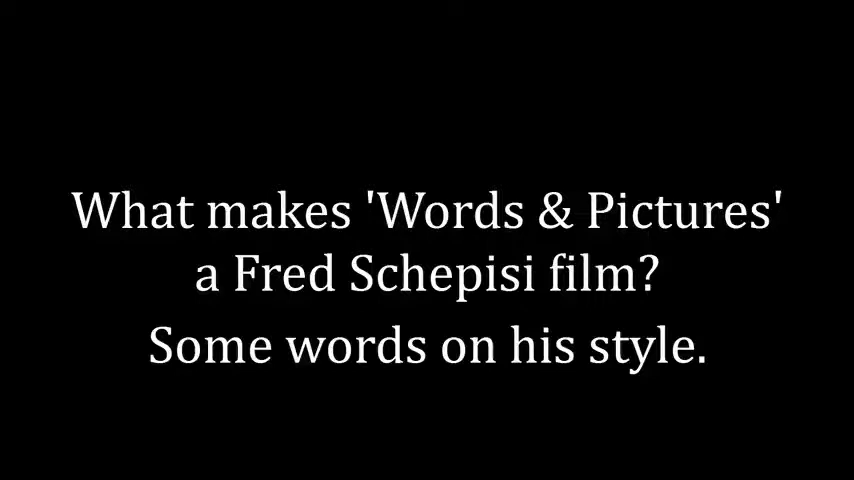 What makes 'Words & Pictures'
a Fred Schepisi film?
Some words on his style.